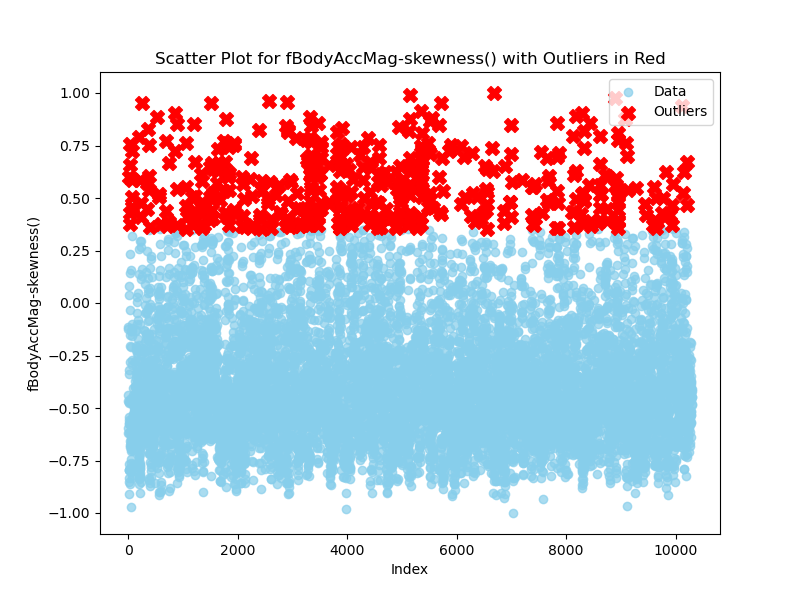 Scatter Plot for fBodyAccMag-skewness() with Outliers in Red
Data
Outliers
fBodyAccMag-skewness()
1.00
0.75
0.50
0.25
0.00
−0.25
−0.50
−0.75
−1.00
0 2000 4000 6000 8000 10000
Index